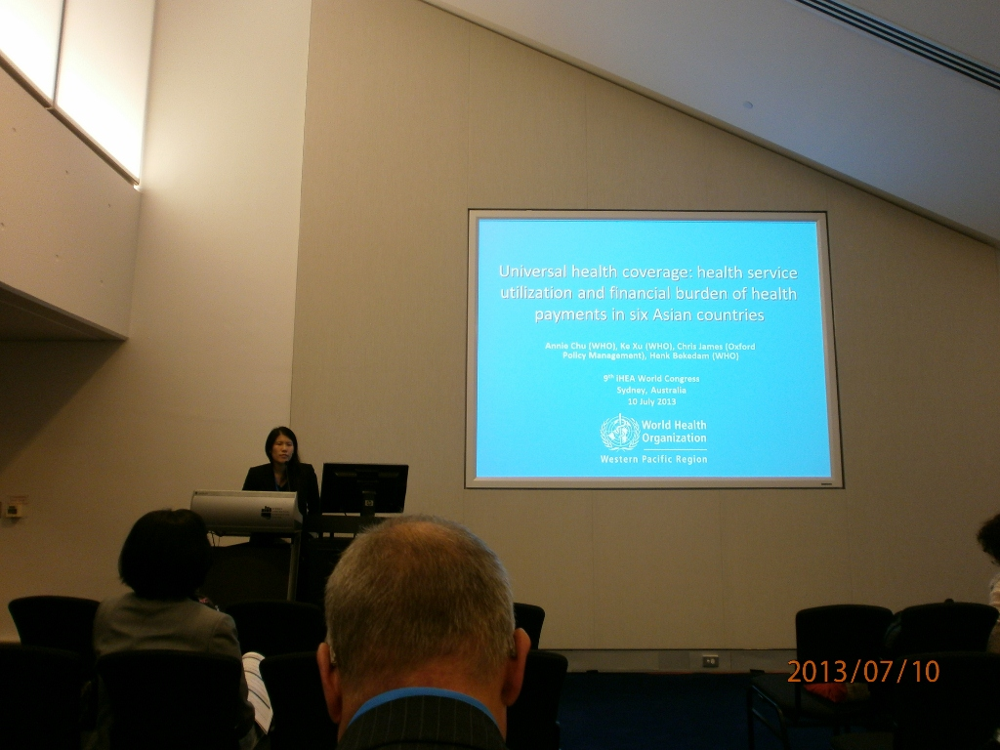 Universal health coverage: health service
utilization and financial burden of health
payments in six Asian countries
Annie Chu (WHO), Ke Xu (WHO), Chris James (Oxford
Policy Management), Henk Bekedam (WHO)
9th IHEA World Congress
Sydney, Australia
10 July 2013
World Health
Organization
Western Pacific Region
2013/07/10